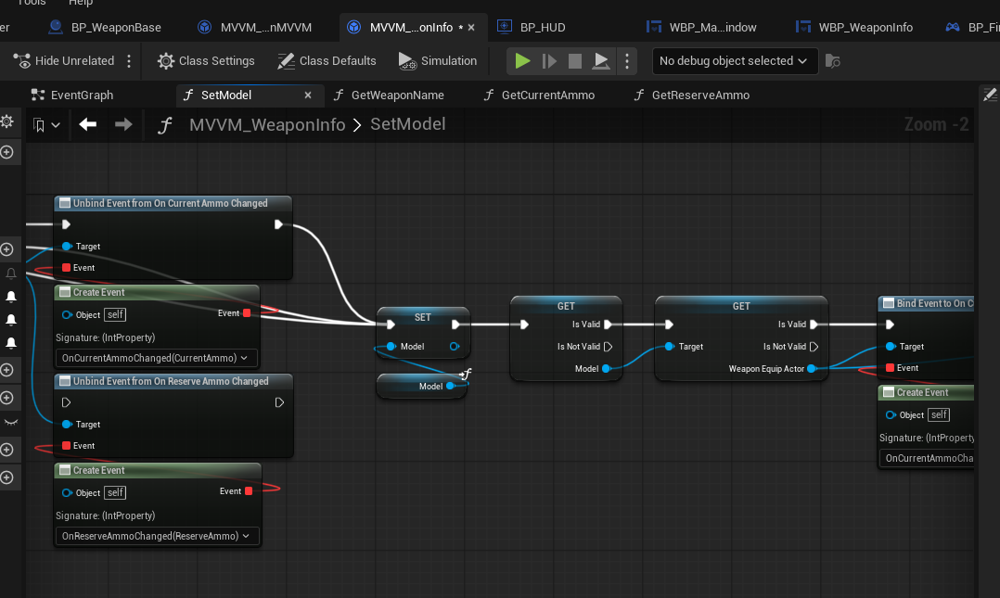 Tools Help
er BP_WeaponBase MVVM_...nMVVM MVVM_...onInfo * × BP_HUD WBP_Ma...indow WBP_WeaponInfo BP_Fi
Hide Unrelated Class Settings Class Defaults Simulation No debug object selected
EventGraph SetModel × GetWeaponName GetCurrentAmmo GetReserveAmmo
MVVM_WeaponInfo > SetModel Zoom -2
Unbind Event from On Current Ammo Changed
Target
Event
Create Event
Object self Event
Signature: (IntProperty)
OnCurrentAmmoChanged(CurrentAmmo)
Unbind Event from On Reserve Ammo Changed
Target
Event
Create Event
Object self Event
Signature: (IntProperty)
OnReserveAmmoChanged(ReserveAmmo)
SET
Model
Model
GET
Is Valid
Is Not Valid
Model
GET
Is Valid
Target Is Not Valid
Weapon Equip Actor
Bind Event to On C
Target
Event
Create Event
Object self
Signature: (IntProperty
OnCurrentAmmoCha